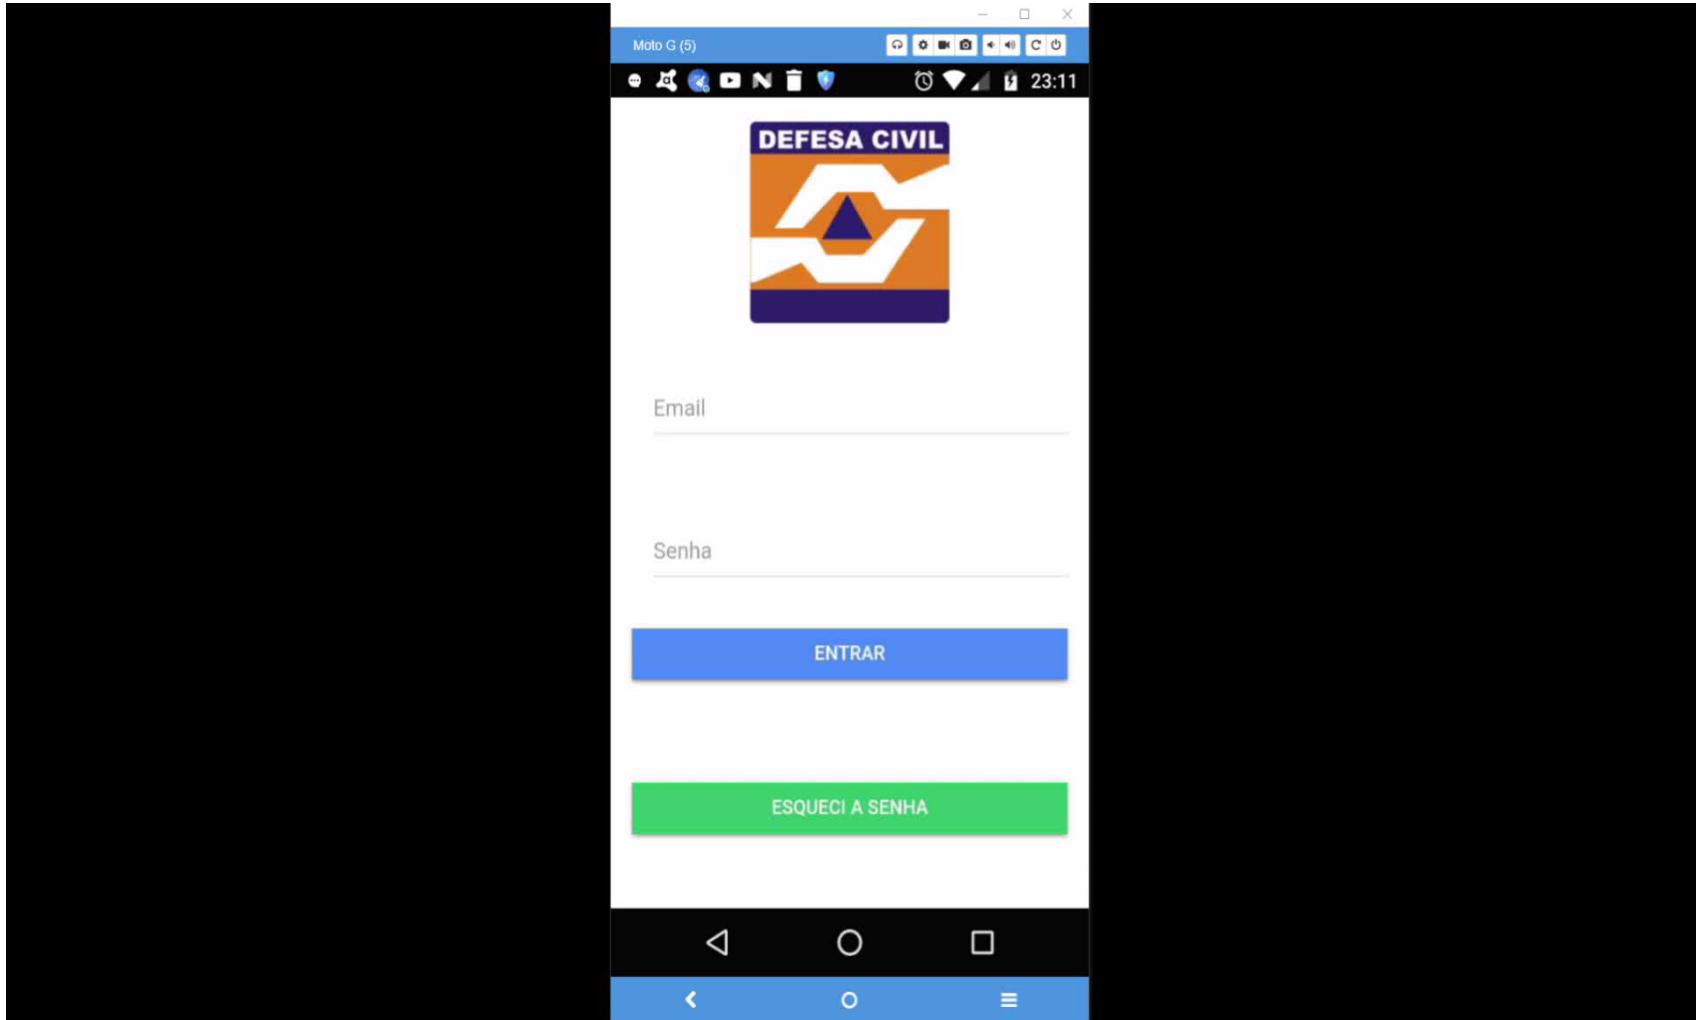 Moto G (5)
23:11
DEFESA CIVIL
Email
Senha
ENTRAR
ESQUECI A SENHA